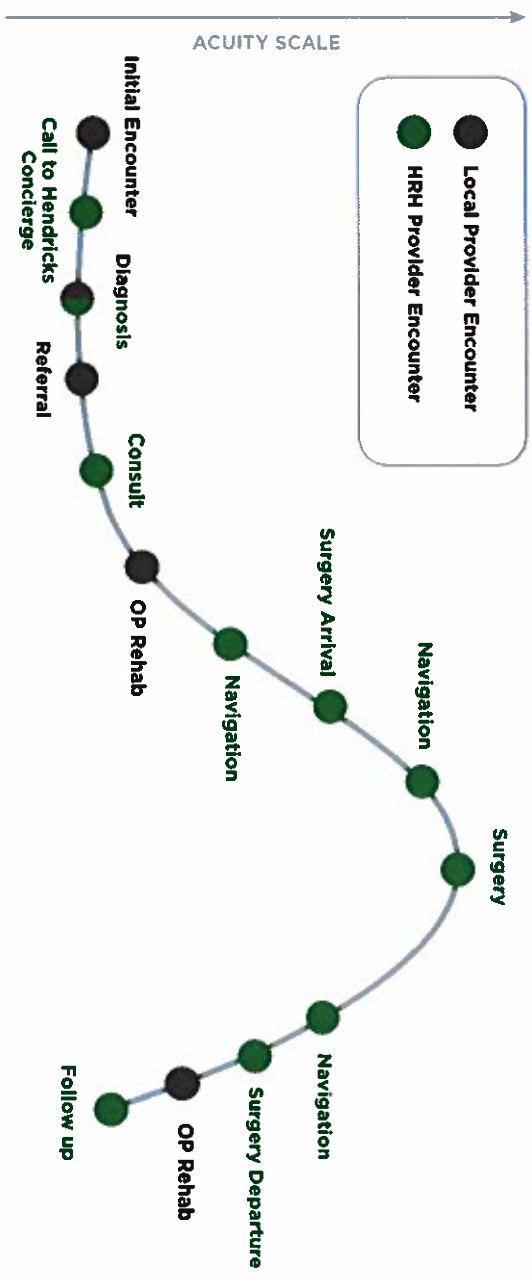 ACUITY SCALE
Local Provider Encounter
HRH Provider Encounter
Initial Encounter
Call to Hendricks
Concierge
Diagnosis
Referral
Consult
OP Rehab
Navigation
Surgery Arrival
Navigation
Surgery
Navigation
Surgery Departure
OP Rehab
Follow up